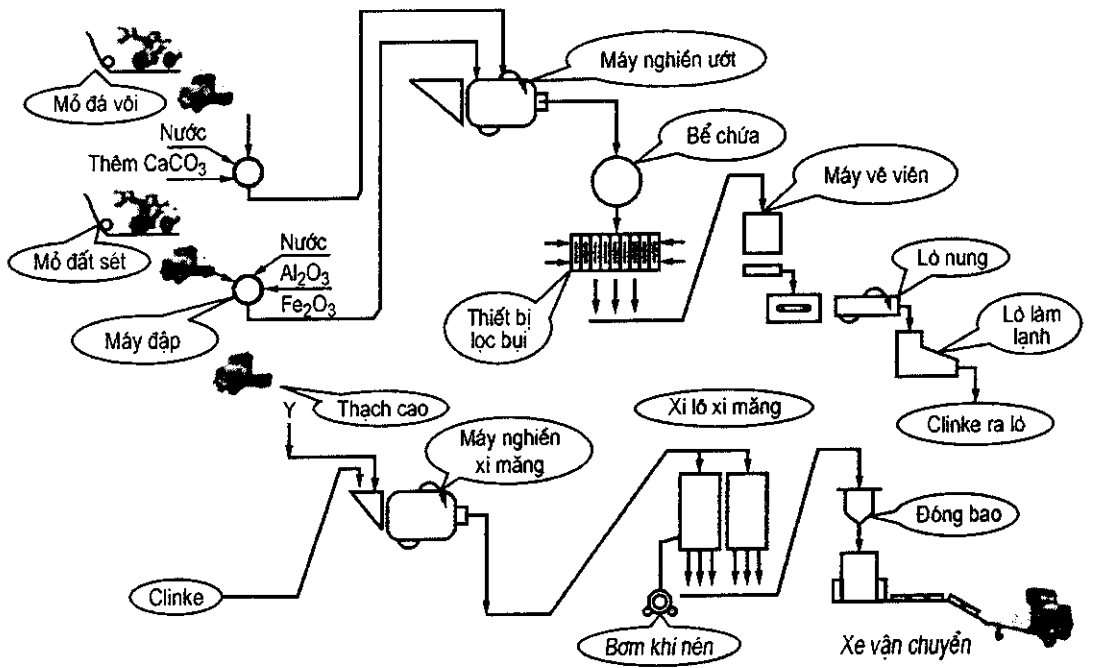 Máy nghiền ướt
Mỏ đá vôi
Nước
Thêm CaCO₃
Bể chứa
Máy vê viên
Mỏ đất sét
Nước
Al₂O₃
Fe₂O₃
Máy đập
Thiết bị
lọc bụi
Lò nung
Lò làm
lạnh
Clinke ra lò
Thạch cao
Y
Máy nghiền
xi măng
Xi lô xi măng
Đóng bao
Clinke
Bơm khí nén
Xe vận chuyển